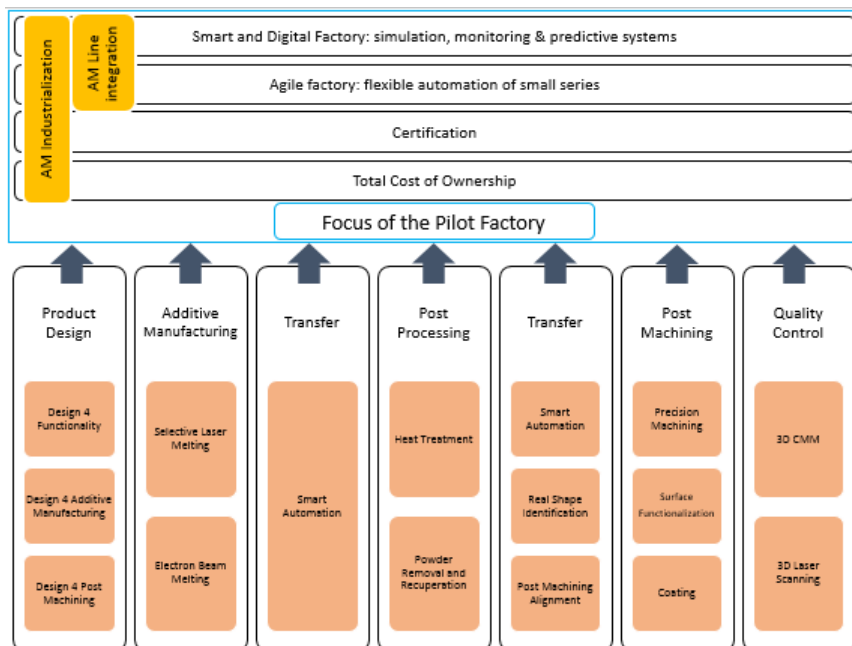 AM Industrialization
AM Line
integration
Smart and Digital Factory: simulation, monitoring & predictive systems
Agile factory: flexible automation of small series
Certification
Total Cost of Ownership
Focus of the Pilot Factory
Product
Design
Design 4
Functionality
Design 4 Additive
Manufacturing
Design 4 Post
Machining
Additive
Manufacturing
Selective Laser
Melting
Electron Beam
Melting
Transfer
Smart
Automation
Post
Processing
Heat Treatment
Powder
Removal and
Recuperation
Transfer
Smart
Automation
Real Shape
Identification
Post Machining
Alignment
Post
Machining
Precision
Machining
Surface
Functionalization
Coating
Quality
Control
3D CMM
3D Laser
Scanning